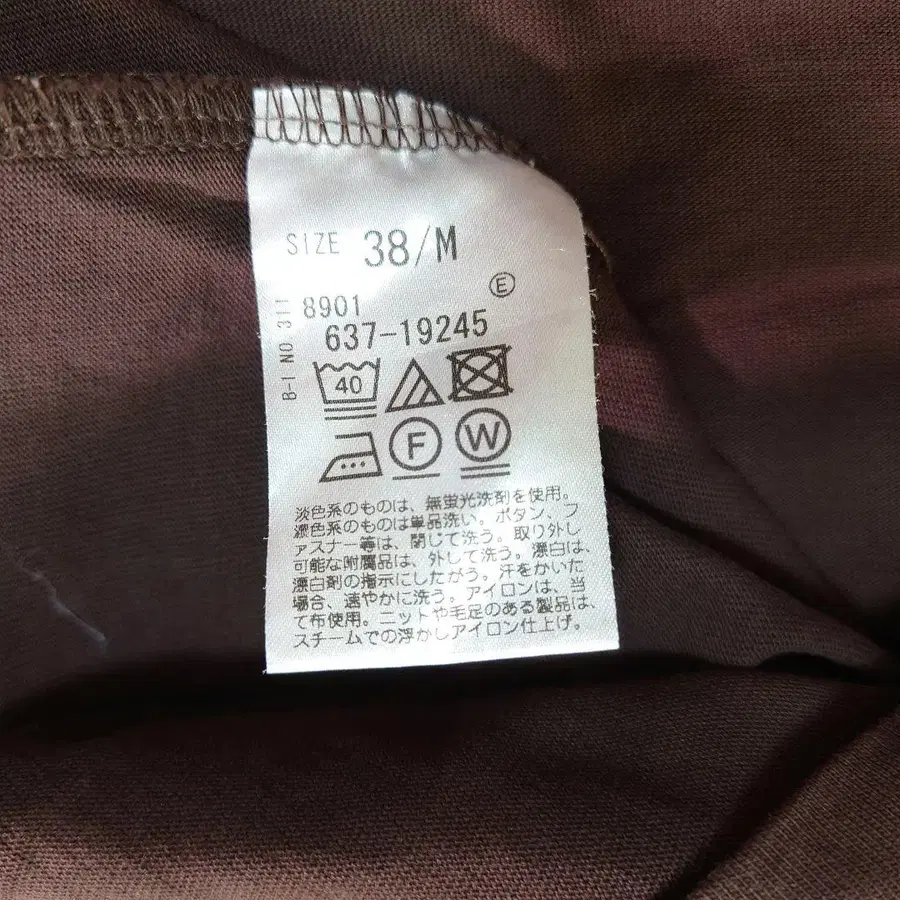 SIZE 38/M
E
B-I NO 311
8901
637-19245
40
F W
淡色系のものは、無蛍光洗剤を使用。
濃色系のものは単品洗い。ボタン、フ
ァスナー等は、閉じて洗う。取り外し
可能な附属品は、外して洗う。漂白は、
漂白剤の指示にしたがう。汗をかいた
場合、速やかに洗う。アイロンは、当
て布使用。ニットや毛足のある製品は、
スチームでの浮かしアイロン仕上げ。